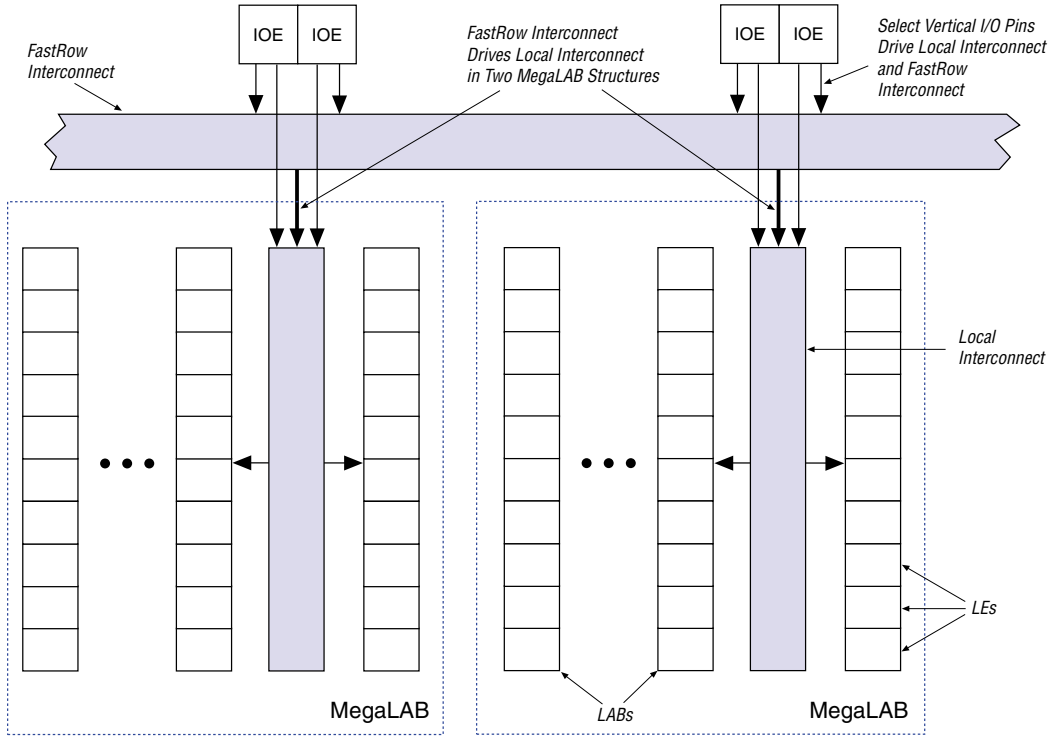 IOE IOE
IOE IOE
FastRow
Interconnect
FastRow Interconnect
Drives Local Interconnect
in Two MegaLAB Structures
Select Vertical I/O Pins
Drive Local Interconnect
and FastRow
Interconnect
Local
Interconnect
LEs
LABs
MegaLAB
MegaLAB